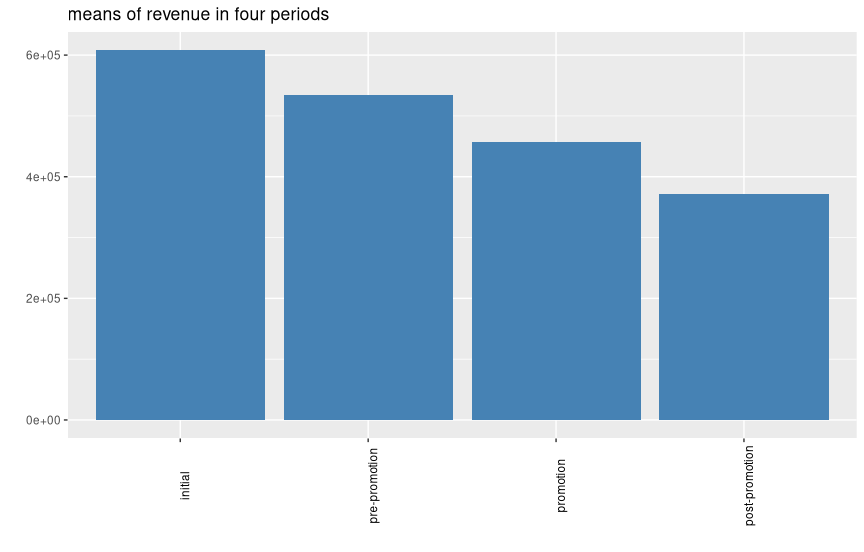 means of revenue in four periods
6e+05
4e+05
2e+05
0e+00
initial
pre-promotion
promotion
post-promotion